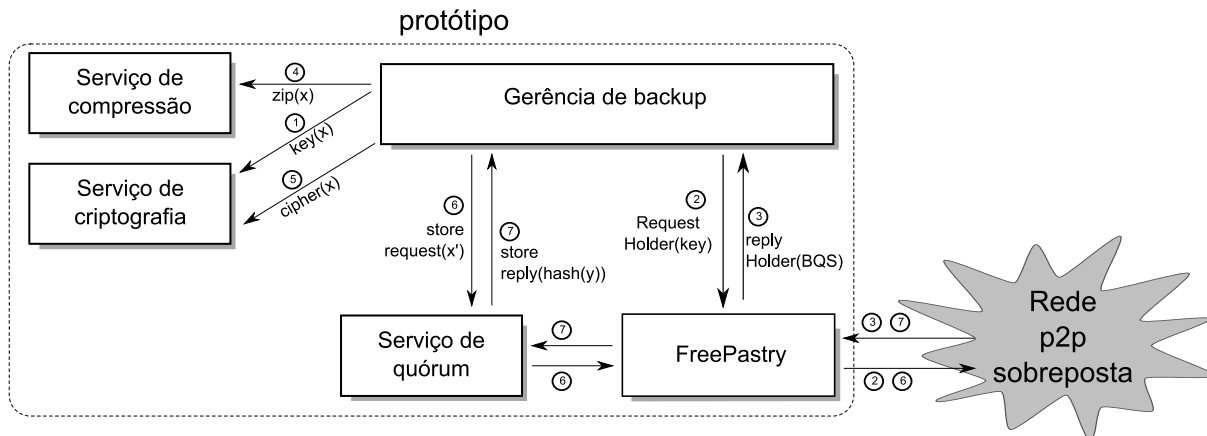 protótipo
Serviço de
compressão
4
zip(x)
Gerência de backup
1
key(x)
Serviço de
criptografia
5
cipher(x)
6
store
request(x')
7
store
reply(hash(y))
2
Request
Holder(key)
3
reply
Holder(BQS)
Serviço de
quórum
7
6
FreePastry
3 7
2 6
Rede
p2p
sobreposta